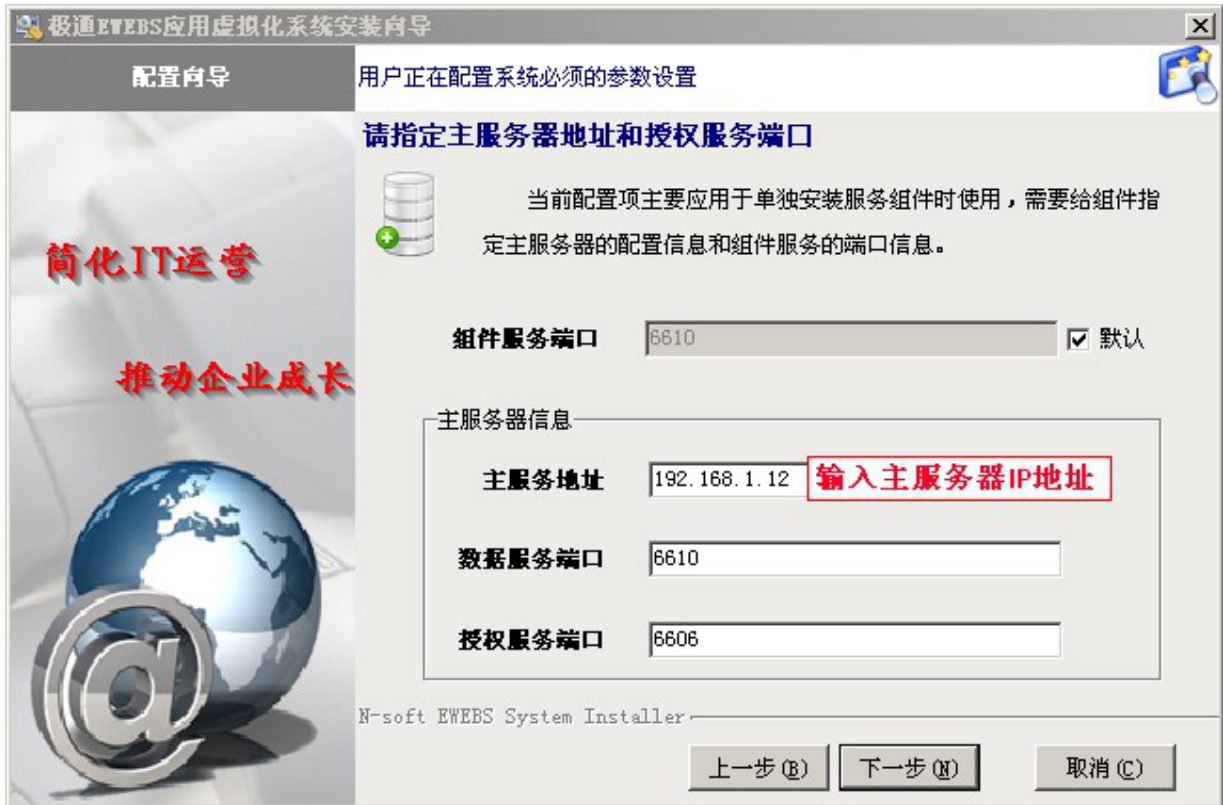 极通EWEBS应用虚拟化系统安装向导
配置向导
用户正在配置系统必须的参数设置
请指定主服务器地址和授权服务端口
当前配置项主要应用于单独安装服务组件时使用，需要给组件指
定主服务器的配置信息和组件服务的端口信息。
简化IT运营
推动企业成长
组件服务端口 6610 默认
主服务器信息
主服务地址 192.168.1.12 输入主服务器IP地址
数据服务端口 6610
授权服务端口 6606
N-soft EWEBS System Installer
上一步(B) 下一步(N) 取消(C)